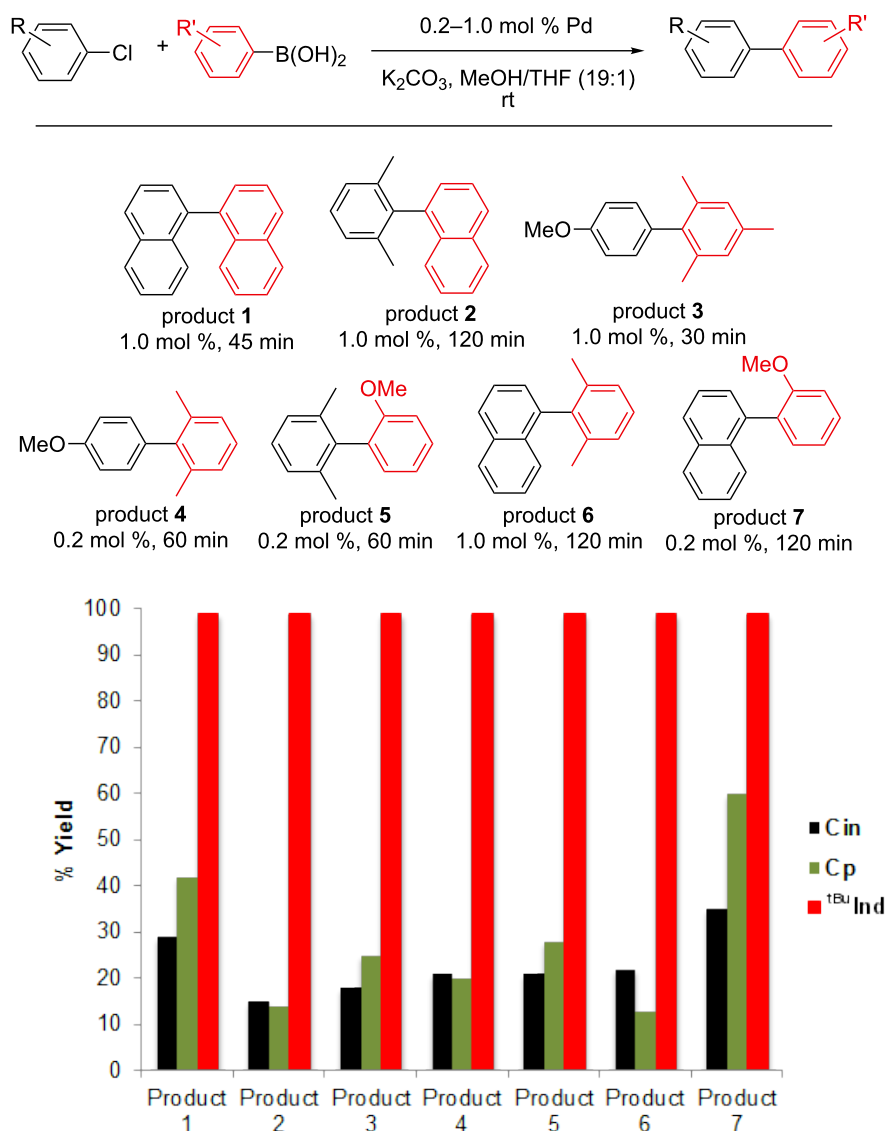 R
Cl
+
R'
B(OH)2
0.2–1.0 mol % Pd
K2CO3, MeOH/THF (19:1)
rt
R
R'
product 1
1.0 mol %, 45 min
product 2
1.0 mol %, 120 min
MeO
product 3
1.0 mol %, 30 min
MeO
product 4
0.2 mol %, 60 min
OMe
product 5
0.2 mol %, 60 min
product 6
1.0 mol %, 120 min
MeO
product 7
0.2 mol %, 120 min
% Yield
100
90
80
70
60
50
40
30
20
10
0
Product 1
Product 2
Product 3
Product 4
Product 5
Product 6
Product 7
Cin
Cp
tBu Ind